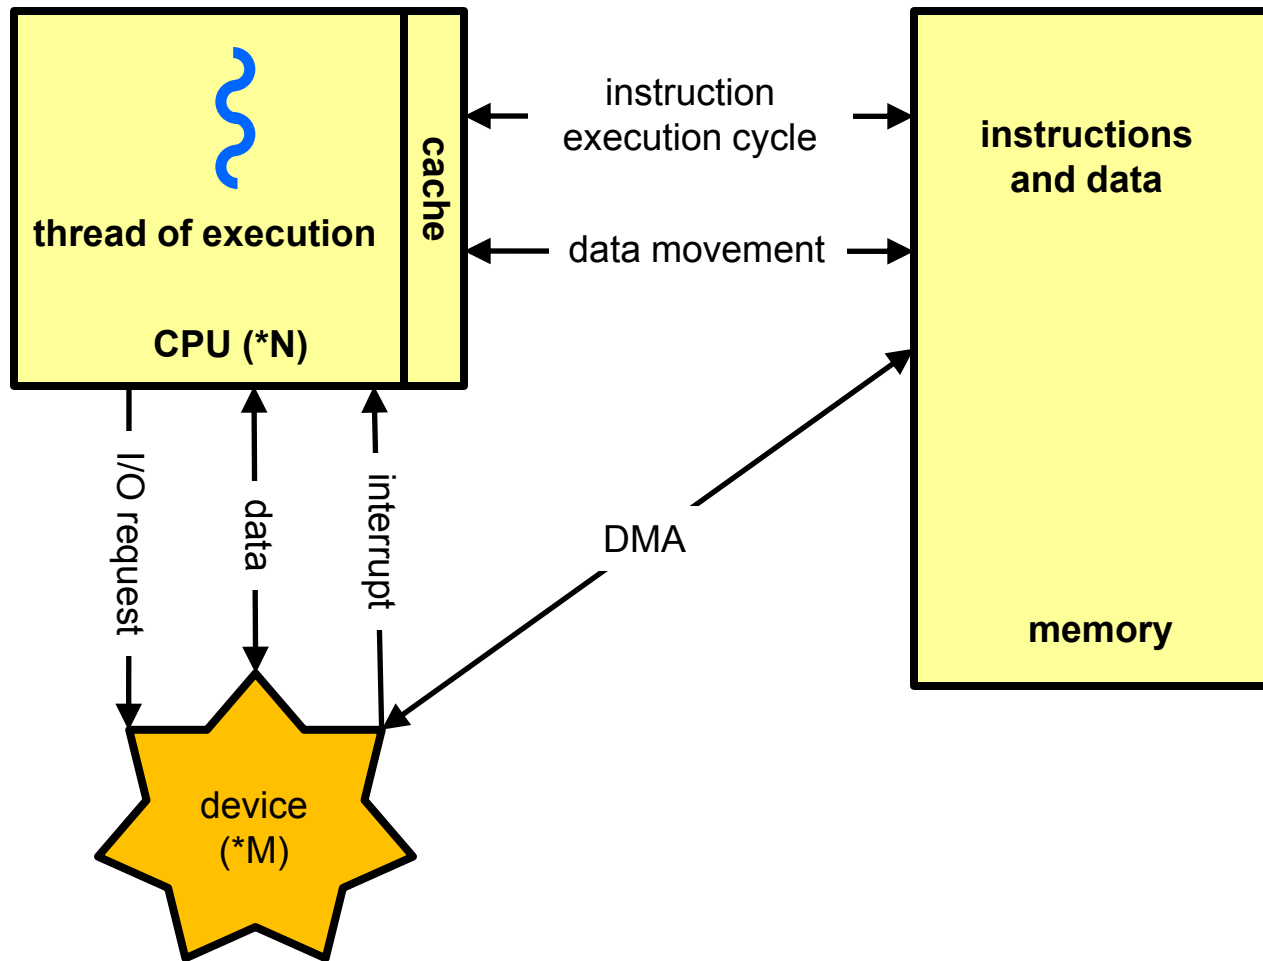 thread of execution
CPU (*N)
cache
instruction
execution cycle
data movement
instructions
and data
memory
I/O request
data
interrupt
DMA
device
(*M)